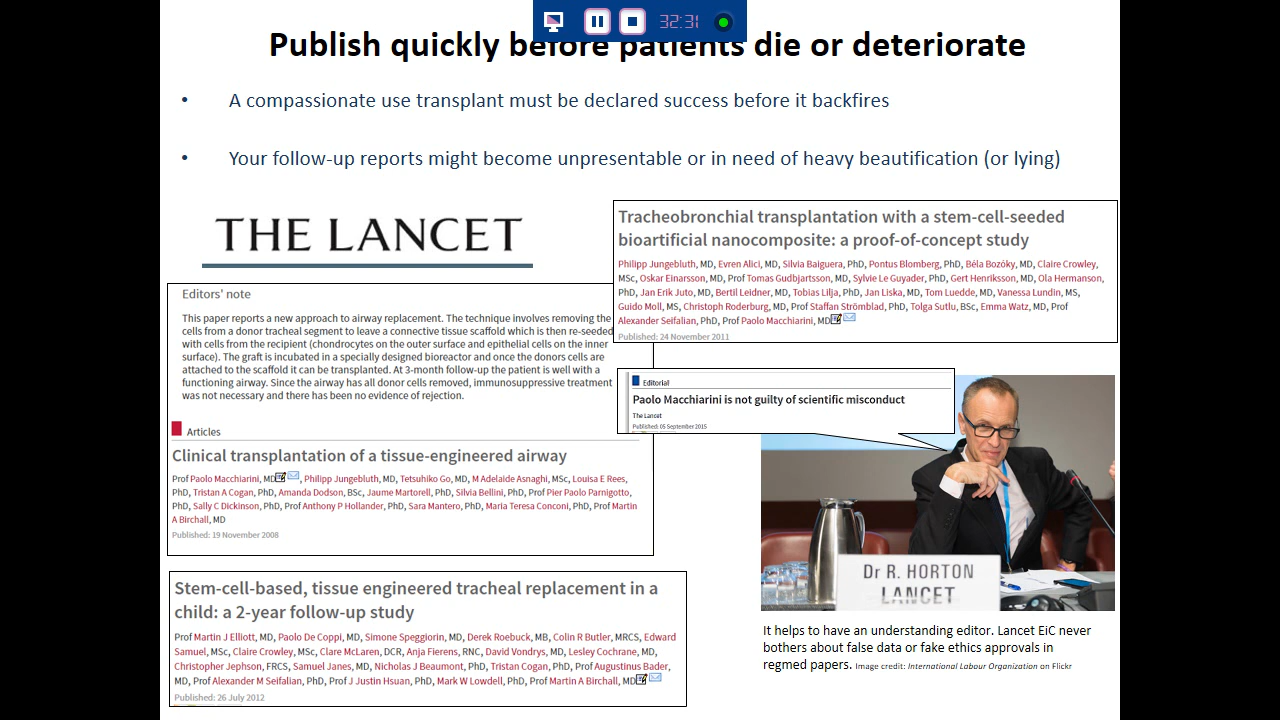 32:31
Publish quickly before patients die or deteriorate
• A compassionate use transplant must be declared success before it backfires
• Your follow-up reports might become unpresentable or in need of heavy beautification (or lying)
THE LANCET
Editors' note
This paper reports a new approach to airway replacement. The technique involves removing the
cells from a donor tracheal segment to leave a connective tissue scaffold which is then re-seeded
with cells from the recipient (chondrocytes on the outer surface and epithelial cells on the inner
surface). The graft is incubated in a specially designed bioreactor and once the donors cells are
attached to the scaffold it can be transplanted. At 3-month follow-up the patient is well with a
functioning airway. Since the airway has all donor cells removed, immunosuppressive treatment
was not necessary and there has been no evidence of rejection.
Articles
Clinical transplantation of a tissue-engineered airway
Prof Paolo Macchiarini, MD, Philipp Jungebluth, MD, Tetsuhiko Go, MD, M Adelaide Asnaghi, MSc, Louisa E Rees,
PhD, Tristan A Cogan, PhD, Amanda Dodson, BSc, Jaume Martorell, PhD, Silvia Bellini, PhD, Prof Pier Paolo Parnigotto,
PhD, Sally C Dickinson, PhD, Prof Anthony P Hollander, PhD, Sara Mantero, PhD, Maria Teresa Conconi, PhD, Prof Martin
A Birchall, MD
Published: 19 November 2008
Stem-cell-based, tissue engineered tracheal replacement in a
child: a 2-year follow-up study
Prof Martin J Elliott, MD, Paolo De Coppi, MD, Simone Speggiorin, MD, Derek Roebuck, MB, Colin R Butler, MRCS, Edward
Samuel, MSc, Claire Crowley, MSc, Clare McLaren, DCR, Anja Fierens, RNC, David Vondrys, MD, Lesley Cochrane, MD,
Christopher Jephson, FRCS, Samuel Janes, MD, Nicholas J Beaumont, PhD, Tristan Cogan, PhD, Prof Augustinus Bader,
MD, Prof Alexander M Seifalian, PhD, Prof J Justin Hsuan, PhD, Mark W Lowdell, PhD, Prof Martin A Birchall, MD
Published: 26 July 2012
Tracheobronchial transplantation with a stem-cell-seeded
bioartificial nanocomposite: a proof-of-concept study
Philipp Jungebluth, MD, Evren Alici, MD, Silvia Baiguera, PhD, Pontus Blomberg, PhD, Béla Bozóky, MD, Claire Crowley,
MSc, Oskar Einarsson, MD, Prof Tomas Gudbjartsson, MD, Sylvie Le Guyader, PhD, Gert Henriksson, MD, Ola Hermanson,
PhD, Jan Erik Juto, MD, Bertil Leidner, MD, Tobias Lilja, PhD, Jan Liska, MD, Tom Luedde, MD, Vanessa Lundin, MS,
Guido Moll, MS, Christoph Roderburg, MD, Prof Staffan Strömblad, PhD, Tolga Sutlu, BSc, Emma Watz, MD, Prof
Alexander Seifalian, PhD, Prof Paolo Macchiarini, MD
Published: 24 November 2011
Editorial
Paolo Macchiarini is not guilty of scientific misconduct
The Lancet
Published: 05 September 2015
Dr R. HORTON
LANCET
It helps to have an understanding editor. Lancet EiC never
bothers about false data or fake ethics approvals in
regmed papers. Image credit: International Labour Organization on Flickr